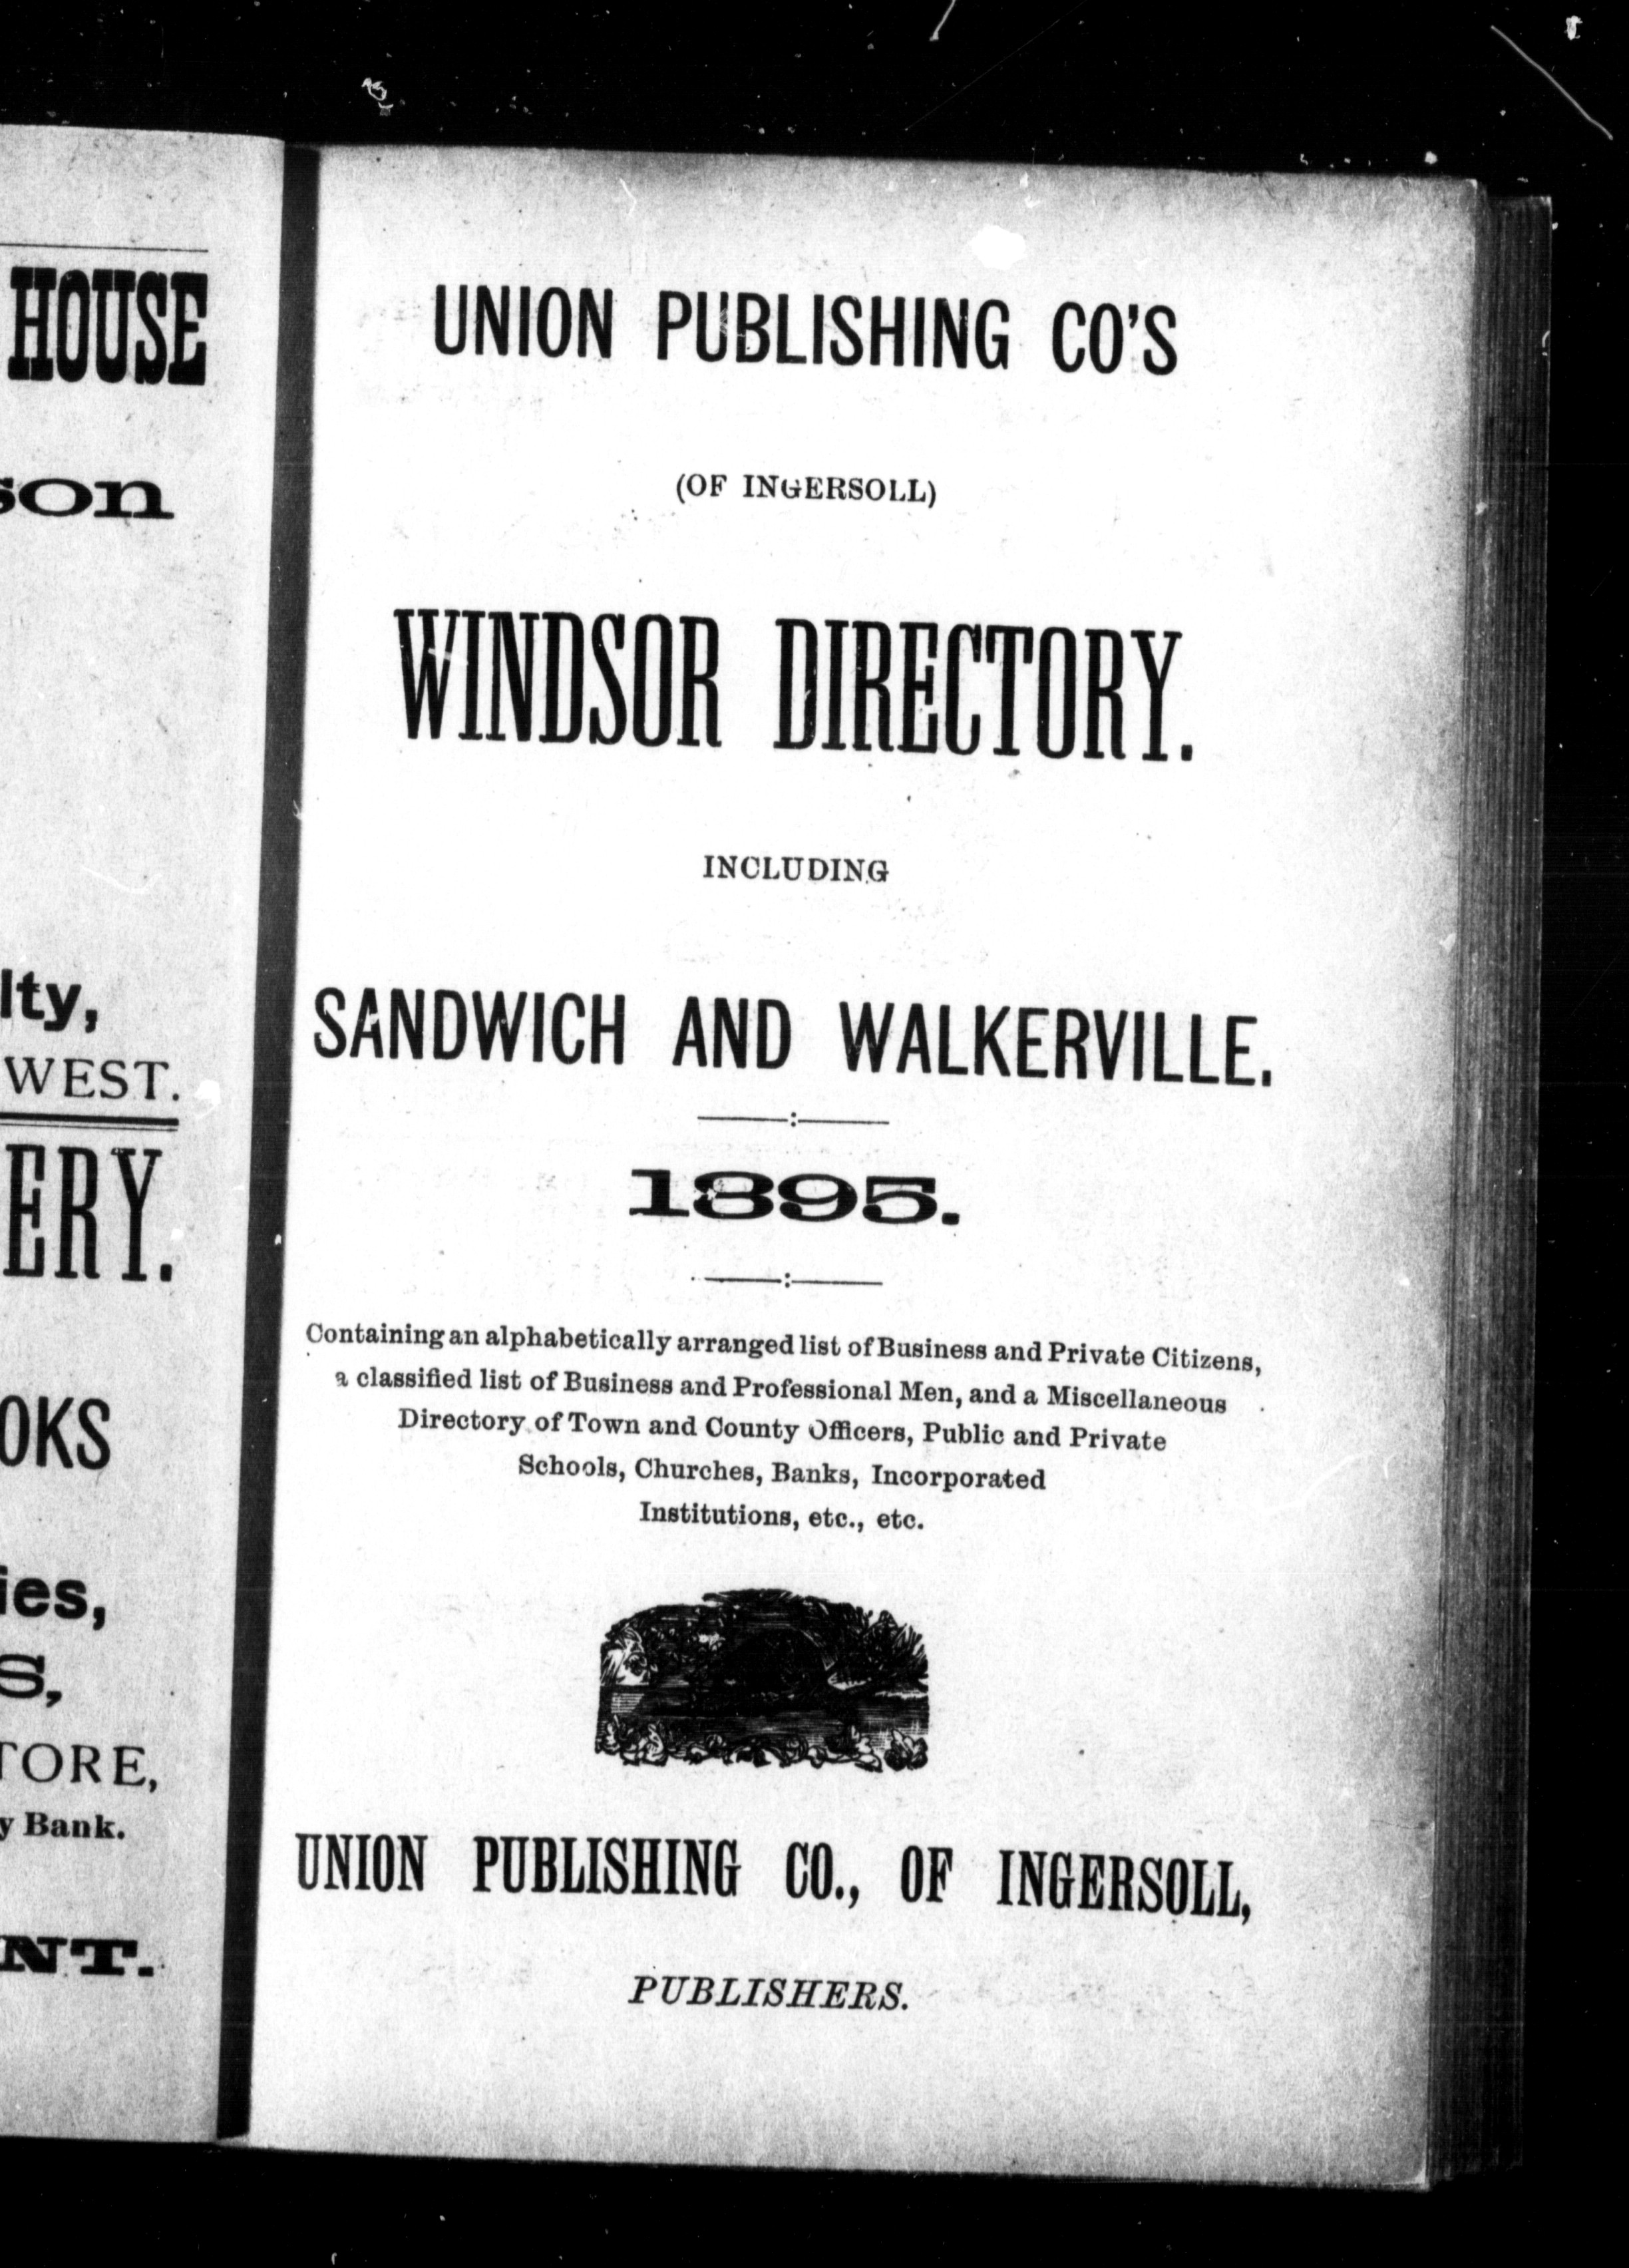 HOUSE
son
lty,
WEST.
ERY.
OKS
ies,
S,
TORE,
y Bank.
NT.
UNION PUBLISHING CO'S
(OF INGERSOLL)
WINDSOR DIRECTORY.
INCLUDING
SANDWICH AND WALKERVILLE.
1895.
Containing an alphabetically arranged list of Business and Private Citizens,
a classified list of Business and Professional Men, and a Miscellaneous
Directory of Town and County Officers, Public and Private
Schools, Churches, Banks, Incorporated
Institutions, etc., etc.
UNION PUBLISHING CO., OF INGERSOLL,
PUBLISHERS.